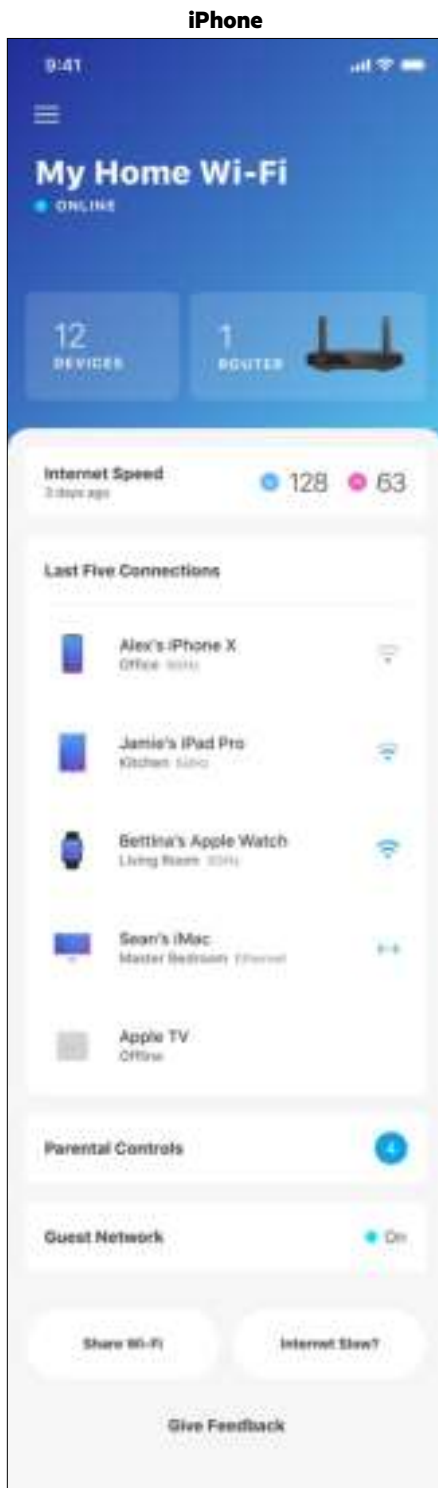 iPhone
9:41
My Home Wi-Fi
ONLINE
12
DEVICES
1
ROUTER
Internet Speed
3 days ago
128
63
Last Five Connections
Alex's iPhone X
Office
Jamie's iPad Pro
Kitchen
Bettina's Apple Watch
Living Room
Sean's iMac
Master Bedroom Ethernet
Apple TV
Offline
Parental Controls
4
Guest Network
On
Share Wi-Fi
Internet Slow?
Give Feedback